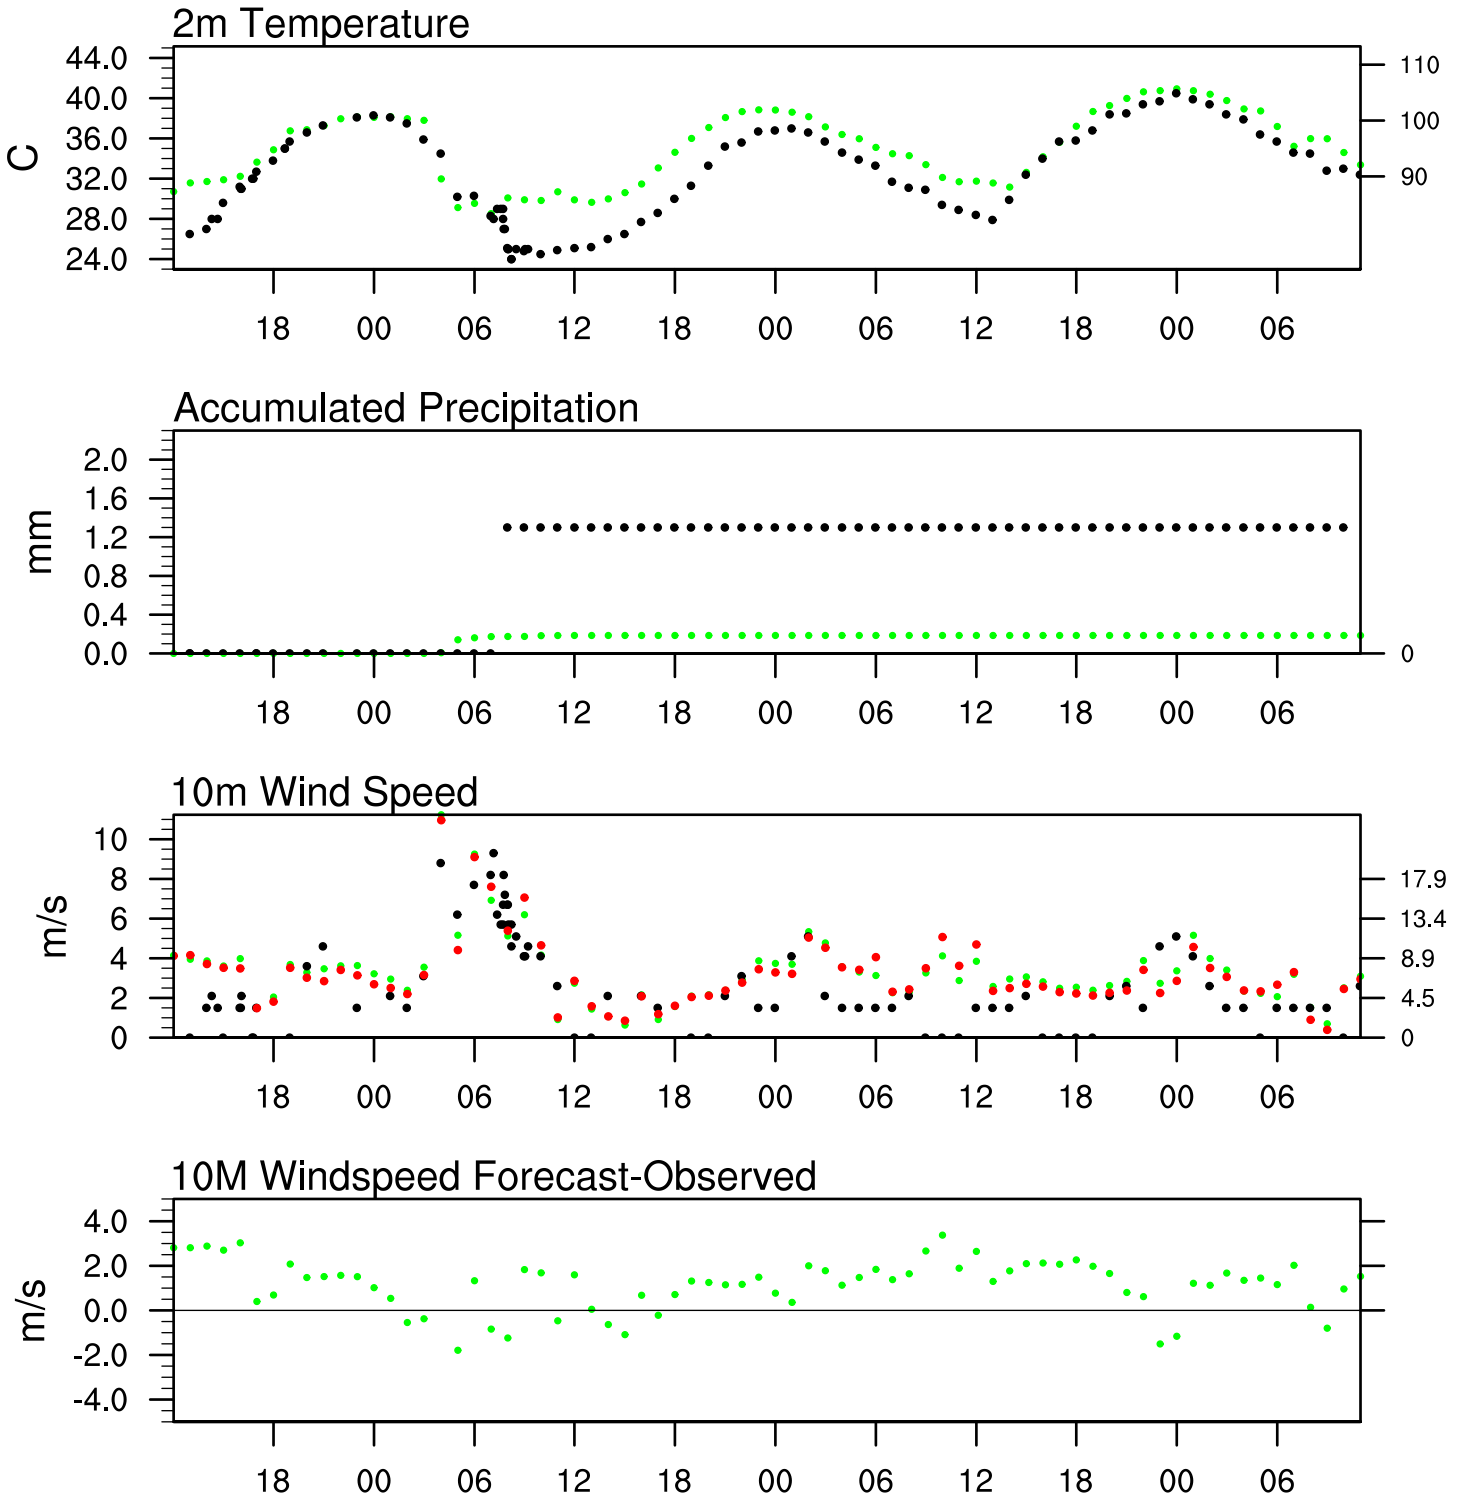 2m Temperature
44.0
110
40.0
100
36.0
C
32.0
90
28.0
24.0
18 00 06 12 18 00 06 12 18 00 06
Accumulated Precipitation
2.0
1.6
mm
1.2
0.8
0.4
0.0
0
18 00 06 12 18 00 06 12 18 00 06
10m Wind Speed
10
8
17.9
m/s
6
13.4
4
8.9
2
4.5
0
0
18 00 06 12 18 00 06 12 18 00 06
10M Windspeed Forecast-Observed
4.0
2.0
m/s
0.0
-2.0
-4.0
18 00 06 12 18 00 06 12 18 00 06